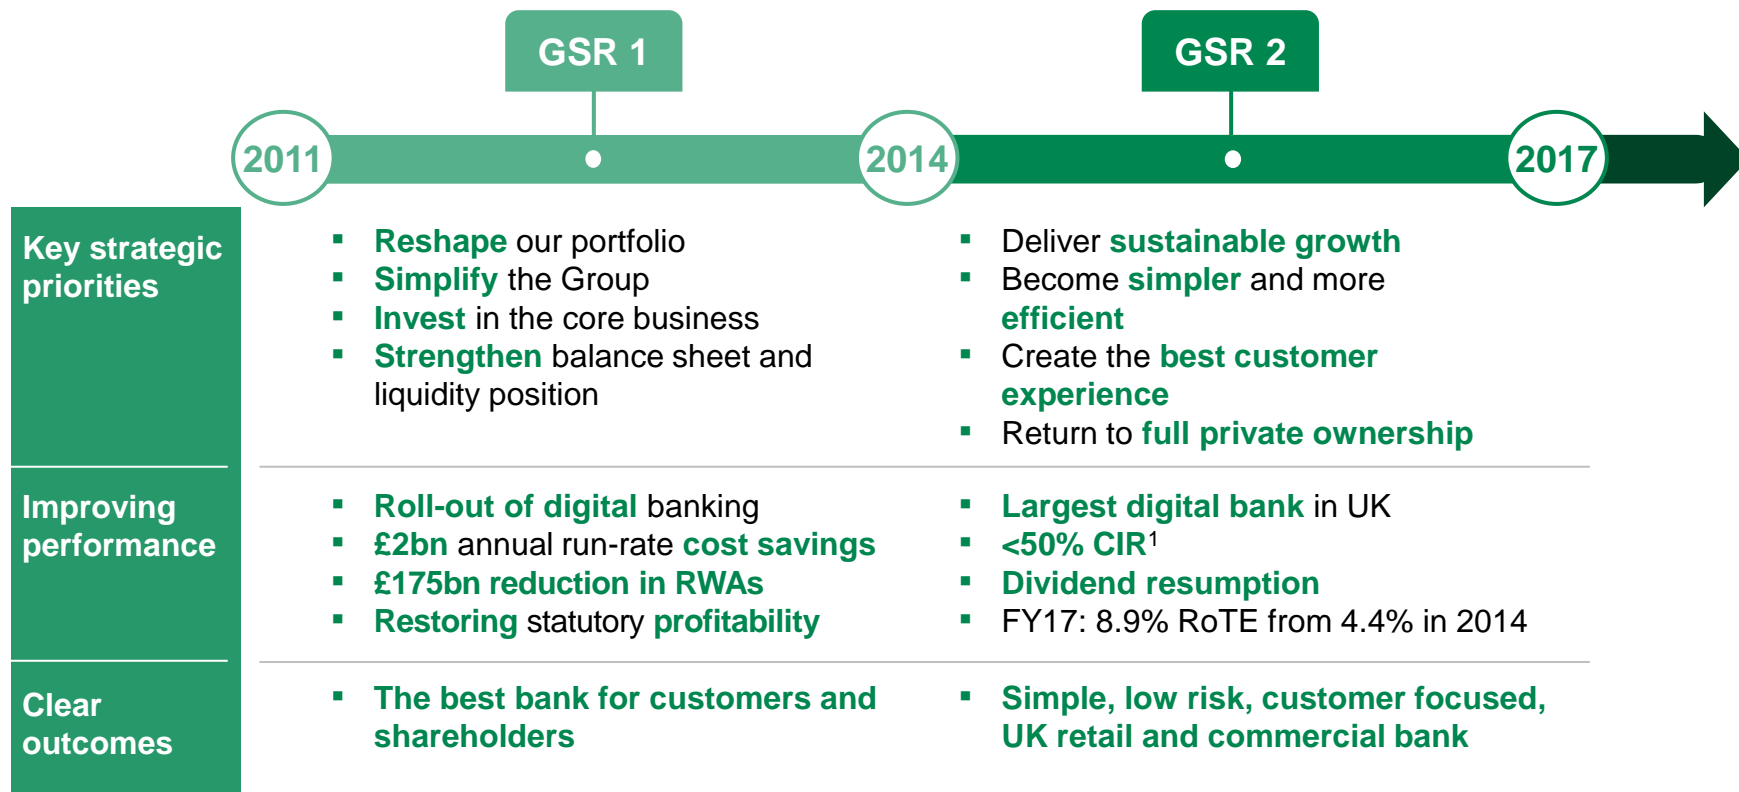 GSR 1
GSR 2
2011
2014
2017
Key strategic
priorities
▪ Reshape our portfolio
▪ Simplify the Group
▪ Invest in the core business
▪ Strengthen balance sheet and
liquidity position
▪ Deliver sustainable growth
▪ Become simpler and more
efficient
▪ Create the best customer
experience
▪ Return to full private ownership
Improving
performance
▪ Roll-out of digital banking
▪ £2bn annual run-rate cost savings
▪ £175bn reduction in RWAs
▪ Restoring statutory profitability
▪ Largest digital bank in UK
▪ <50% CIR¹
▪ Dividend resumption
▪ FY17: 8.9% RoTE from 4.4% in 2014
Clear
outcomes
▪ The best bank for customers and
shareholders
▪ Simple, low risk, customer focused,
UK retail and commercial bank